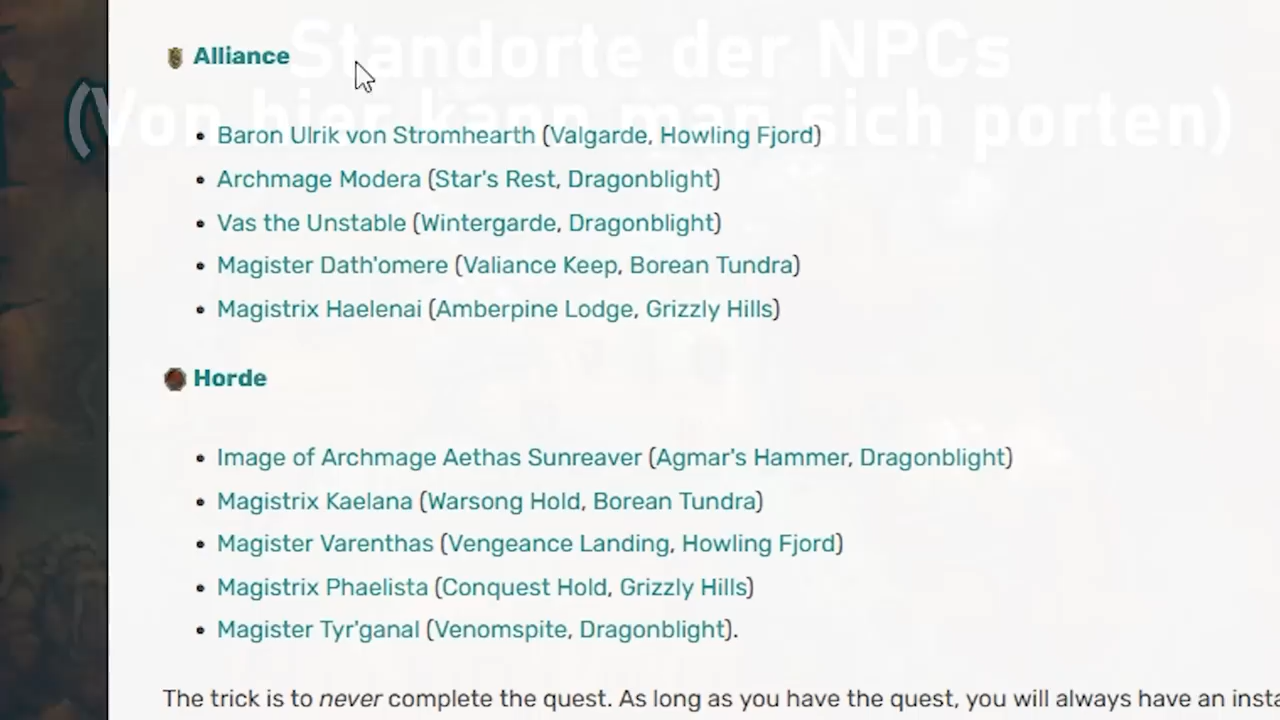 Standorte der NPCs
(Von hier kann man sich porten)
Alliance
Baron Ulrik von Stromhearth (Valgarde, Howling Fjord)
Archmage Modera (Star's Rest, Dragonblight)
Vas the Unstable (Wintergarde, Dragonblight)
Magister Dath'omere (Valiance Keep, Borean Tundra)
Magistrix Haelenai (Amberpine Lodge, Grizzly Hills)
Horde
Image of Archmage Aethas Sunreaver (Agmar's Hammer, Dragonblight)
Magistrix Kaelana (Warsong Hold, Borean Tundra)
Magister Varenthas (Vengeance Landing, Howling Fjord)
Magistrix Phaelista (Conquest Hold, Grizzly Hills)
Magister Tyr'ganal (Venomspite, Dragonblight).
The trick is to never complete the quest. As long as you have the quest, you will always have an insta